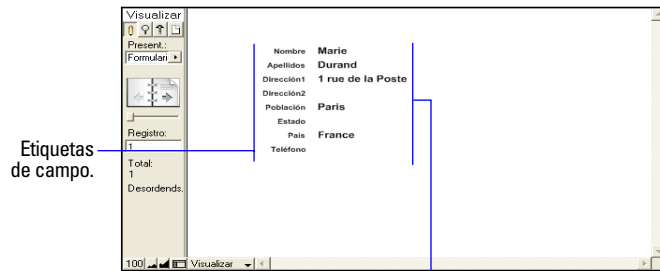 Visualizar
Present.:
Formulari
Registro:
1
Total:
1
Desordends.
Etiquetas
de campo.
Nombre Marie
Apellidos Durand
Dirección1 1 rue de la Poste
Dirección2
Población Paris
Estado
País France
Teléfono
100 Visualizar